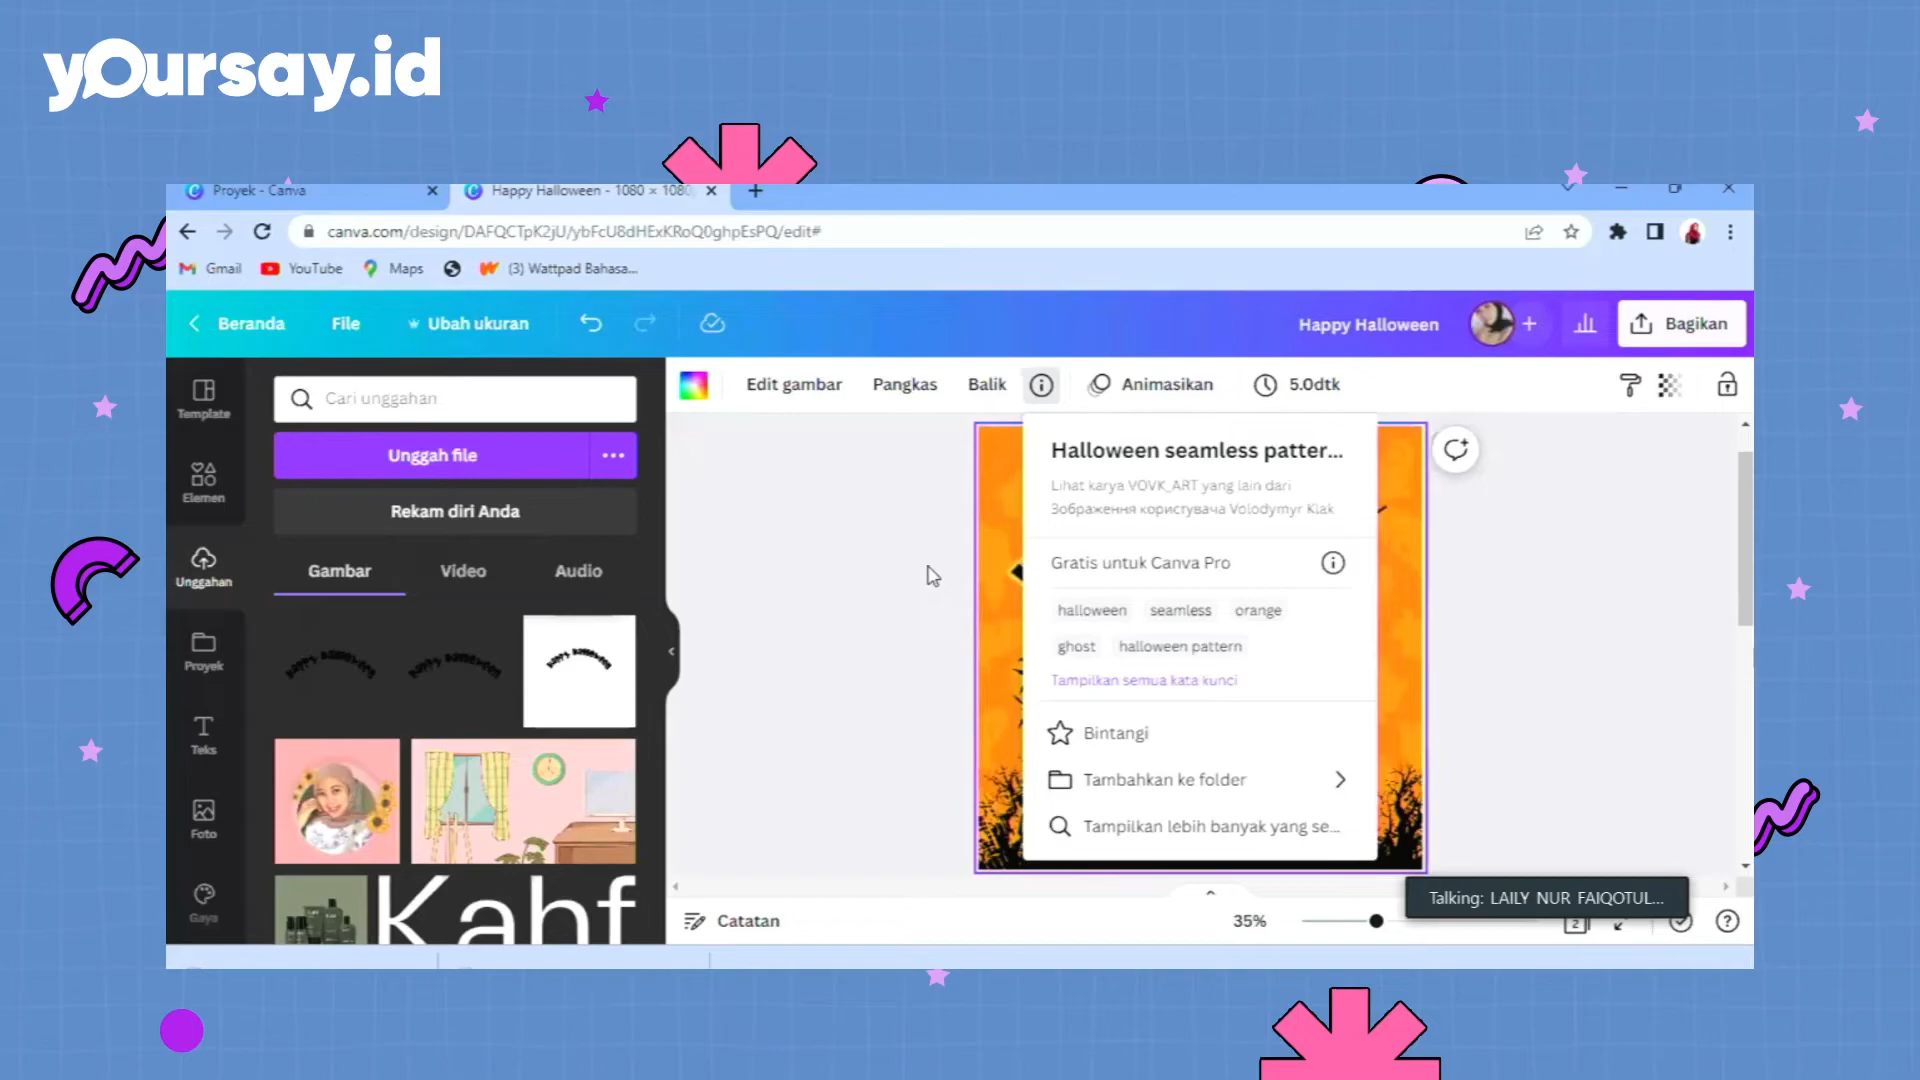 yoursay.id
Proyek - Canva
Happy Halloween - 1080 × 1080
canva.com/design/DAFQCTpK2jU/ybFcU8dHExKRoQ0ghpEsPQ/edit#
Gmail
YouTube
Maps
(3) Wattpad Bahasa...
Beranda
File
Ubah ukuran
Happy Halloween
Bagikan
Template
Elemen
Unggahan
Proyek
Teks
Foto
Gaya
Cari unggahan
Unggah file
Rekam diri Anda
Gambar
Video
Audio
Kahf
Edit gambar
Pangkas
Balik
Animasikan
5.0dtk
Halloween seamless patter...
Lihat karya VOVK_ART yang lain dari
Зображення користувача Volodymyr Klak
Gratis untuk Canva Pro
halloween seamless orange
ghost halloween pattern
Tampilkan semua kata kunci
Bintangi
Tambahkan ke folder
Tampilkan lebih banyak yang se...
Talking: LAILY NUR FAIQOTUL...
Catatan
35%
2